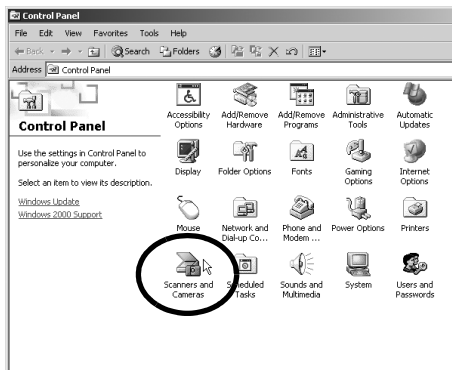 Control Panel
File Edit View Favorites Tools Help
Back Search Folders
Address Control Panel
Control Panel
Use the settings in Control Panel to
personalize your computer.
Select an item to view its description.
Windows Update
Windows 2000 Support
Accessibility
Options
Add/Remove
Hardware
Add/Remove
Programs
Administrative
Tools
Automatic
Updates
Display
Folder Options
Fonts
Gaming
Options
Internet
Options
Mouse
Network and
Dial-up Co...
Phone and
Modem ...
Power Options
Printers
Scanners and
Cameras
Scheduled
Tasks
Sounds and
Multimedia
System
Users and
Passwords